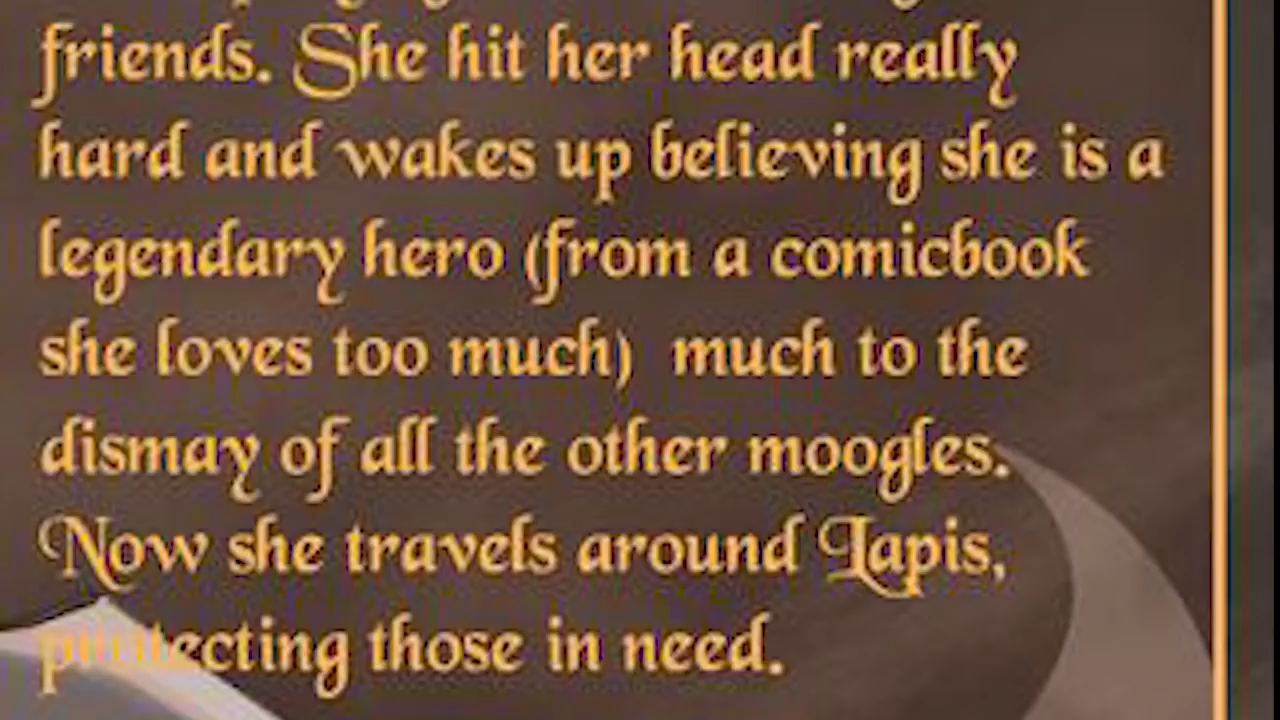 friends. She hit her head really
hard and wakes up believing she is a
legendary hero (from a comicbook
she loves too much)  much to the
dismay of all the other moogles.
Now she travels around Lapis,
protecting those in need.